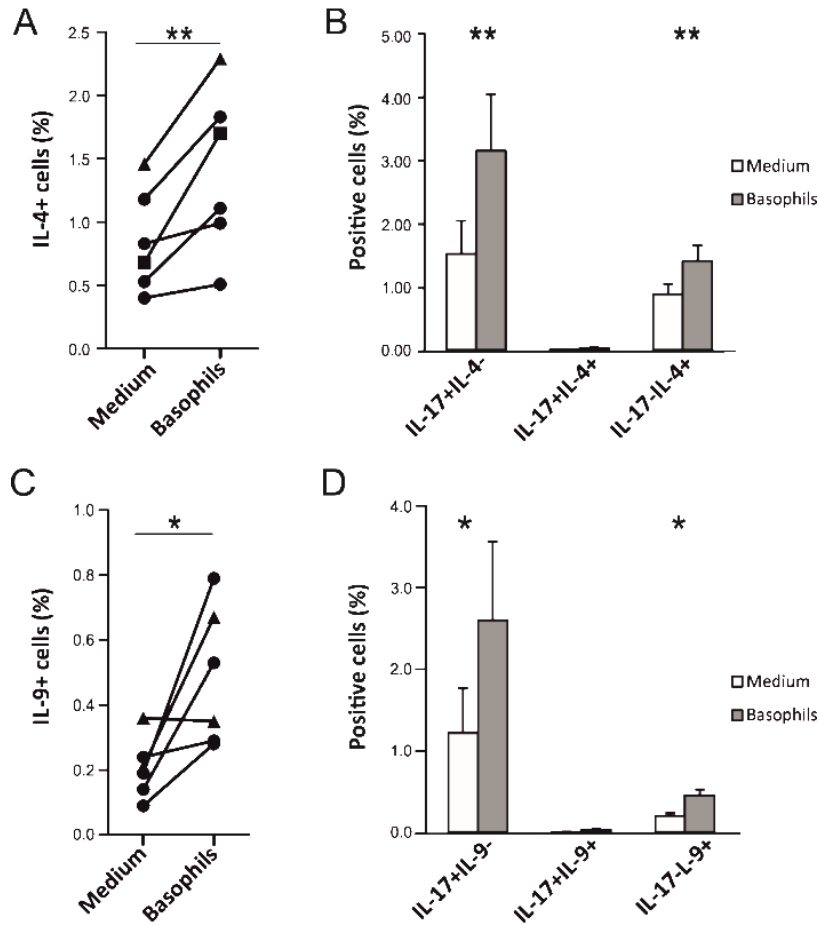 A
**
IL-4+ cells (%)
2.5
2.0
1.5
1.0
0.5
0.0
Medium
Basophils
B
**
**
Positive cells (%)
5.00
4.00
3.00
2.00
1.00
0.00
IL-17+IL-4-
IL-17+IL-4+
IL-17-IL-4+
Medium
Basophils
C
*
IL-9+ cells (%)
1.0
0.8
0.6
0.4
0.2
0.0
Medium
Basophils
D
*
*
Positive cells (%)
4.0
3.0
2.0
1.0
0.0
IL-17+IL-9-
IL-17+IL-9+
IL-17-L-9+
Medium
Basophils